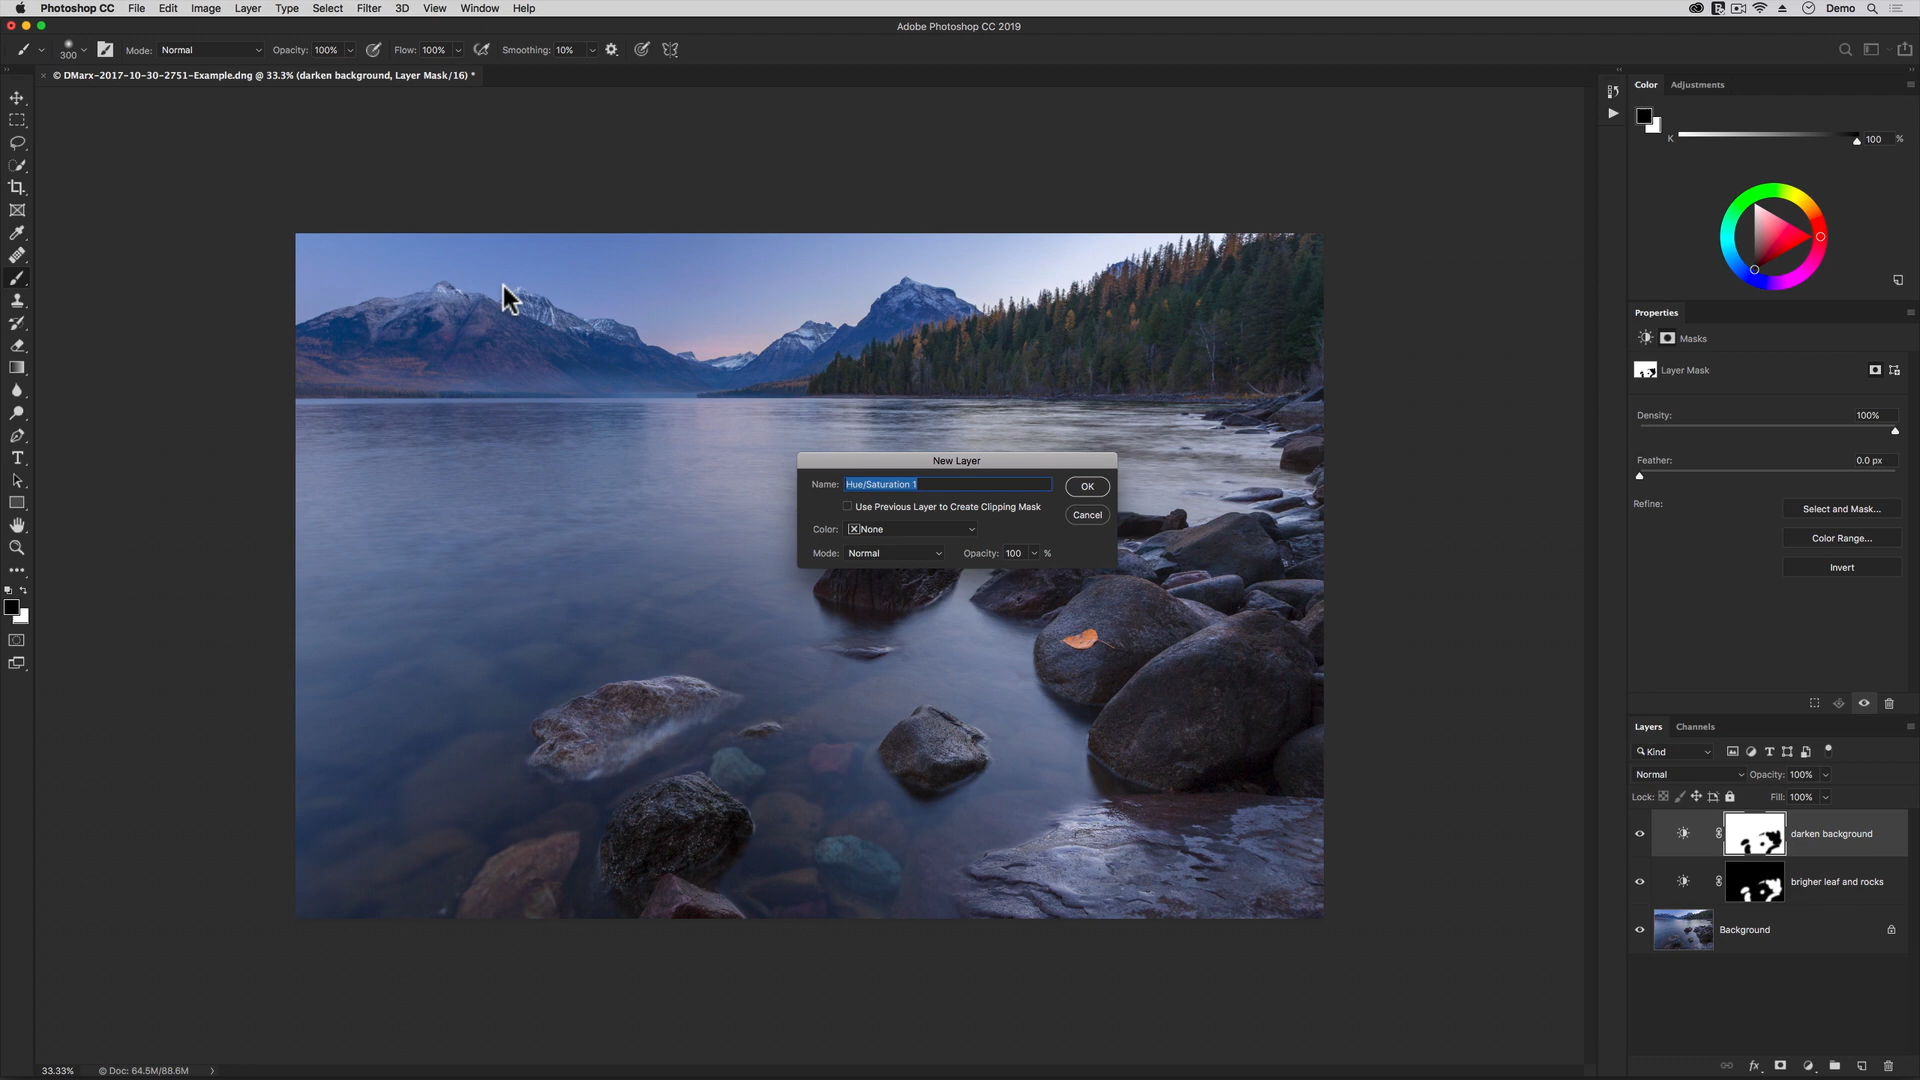 Photoshop CC File Edit Image Layer Type Select Filter 3D View Window Help Demo
Adobe Photoshop CC 2019
300 Mode: Normal Opacity: 100% Flow: 100% Smoothing: 10%
© DMarx-2017-10-30-2751-Example.dng @ 33.3% (darken background, Layer Mask/16) *
Color Adjustments
K 100 %
Properties
Masks
Layer Mask
Density: 100%
Feather: 0.0 px
Refine: Select and Mask...
Color Range...
Invert
New Layer
Name: Hue/Saturation 1 OK
Use Previous Layer to Create Clipping Mask
Cancel
Color: None
Mode: Normal Opacity: 100 %
Layers Channels
Kind
Normal Opacity: 100%
Lock: Fill: 100%
darken background
brigher leaf and rocks
Background
fx
33.33% © Doc: 64.5M/88.6M